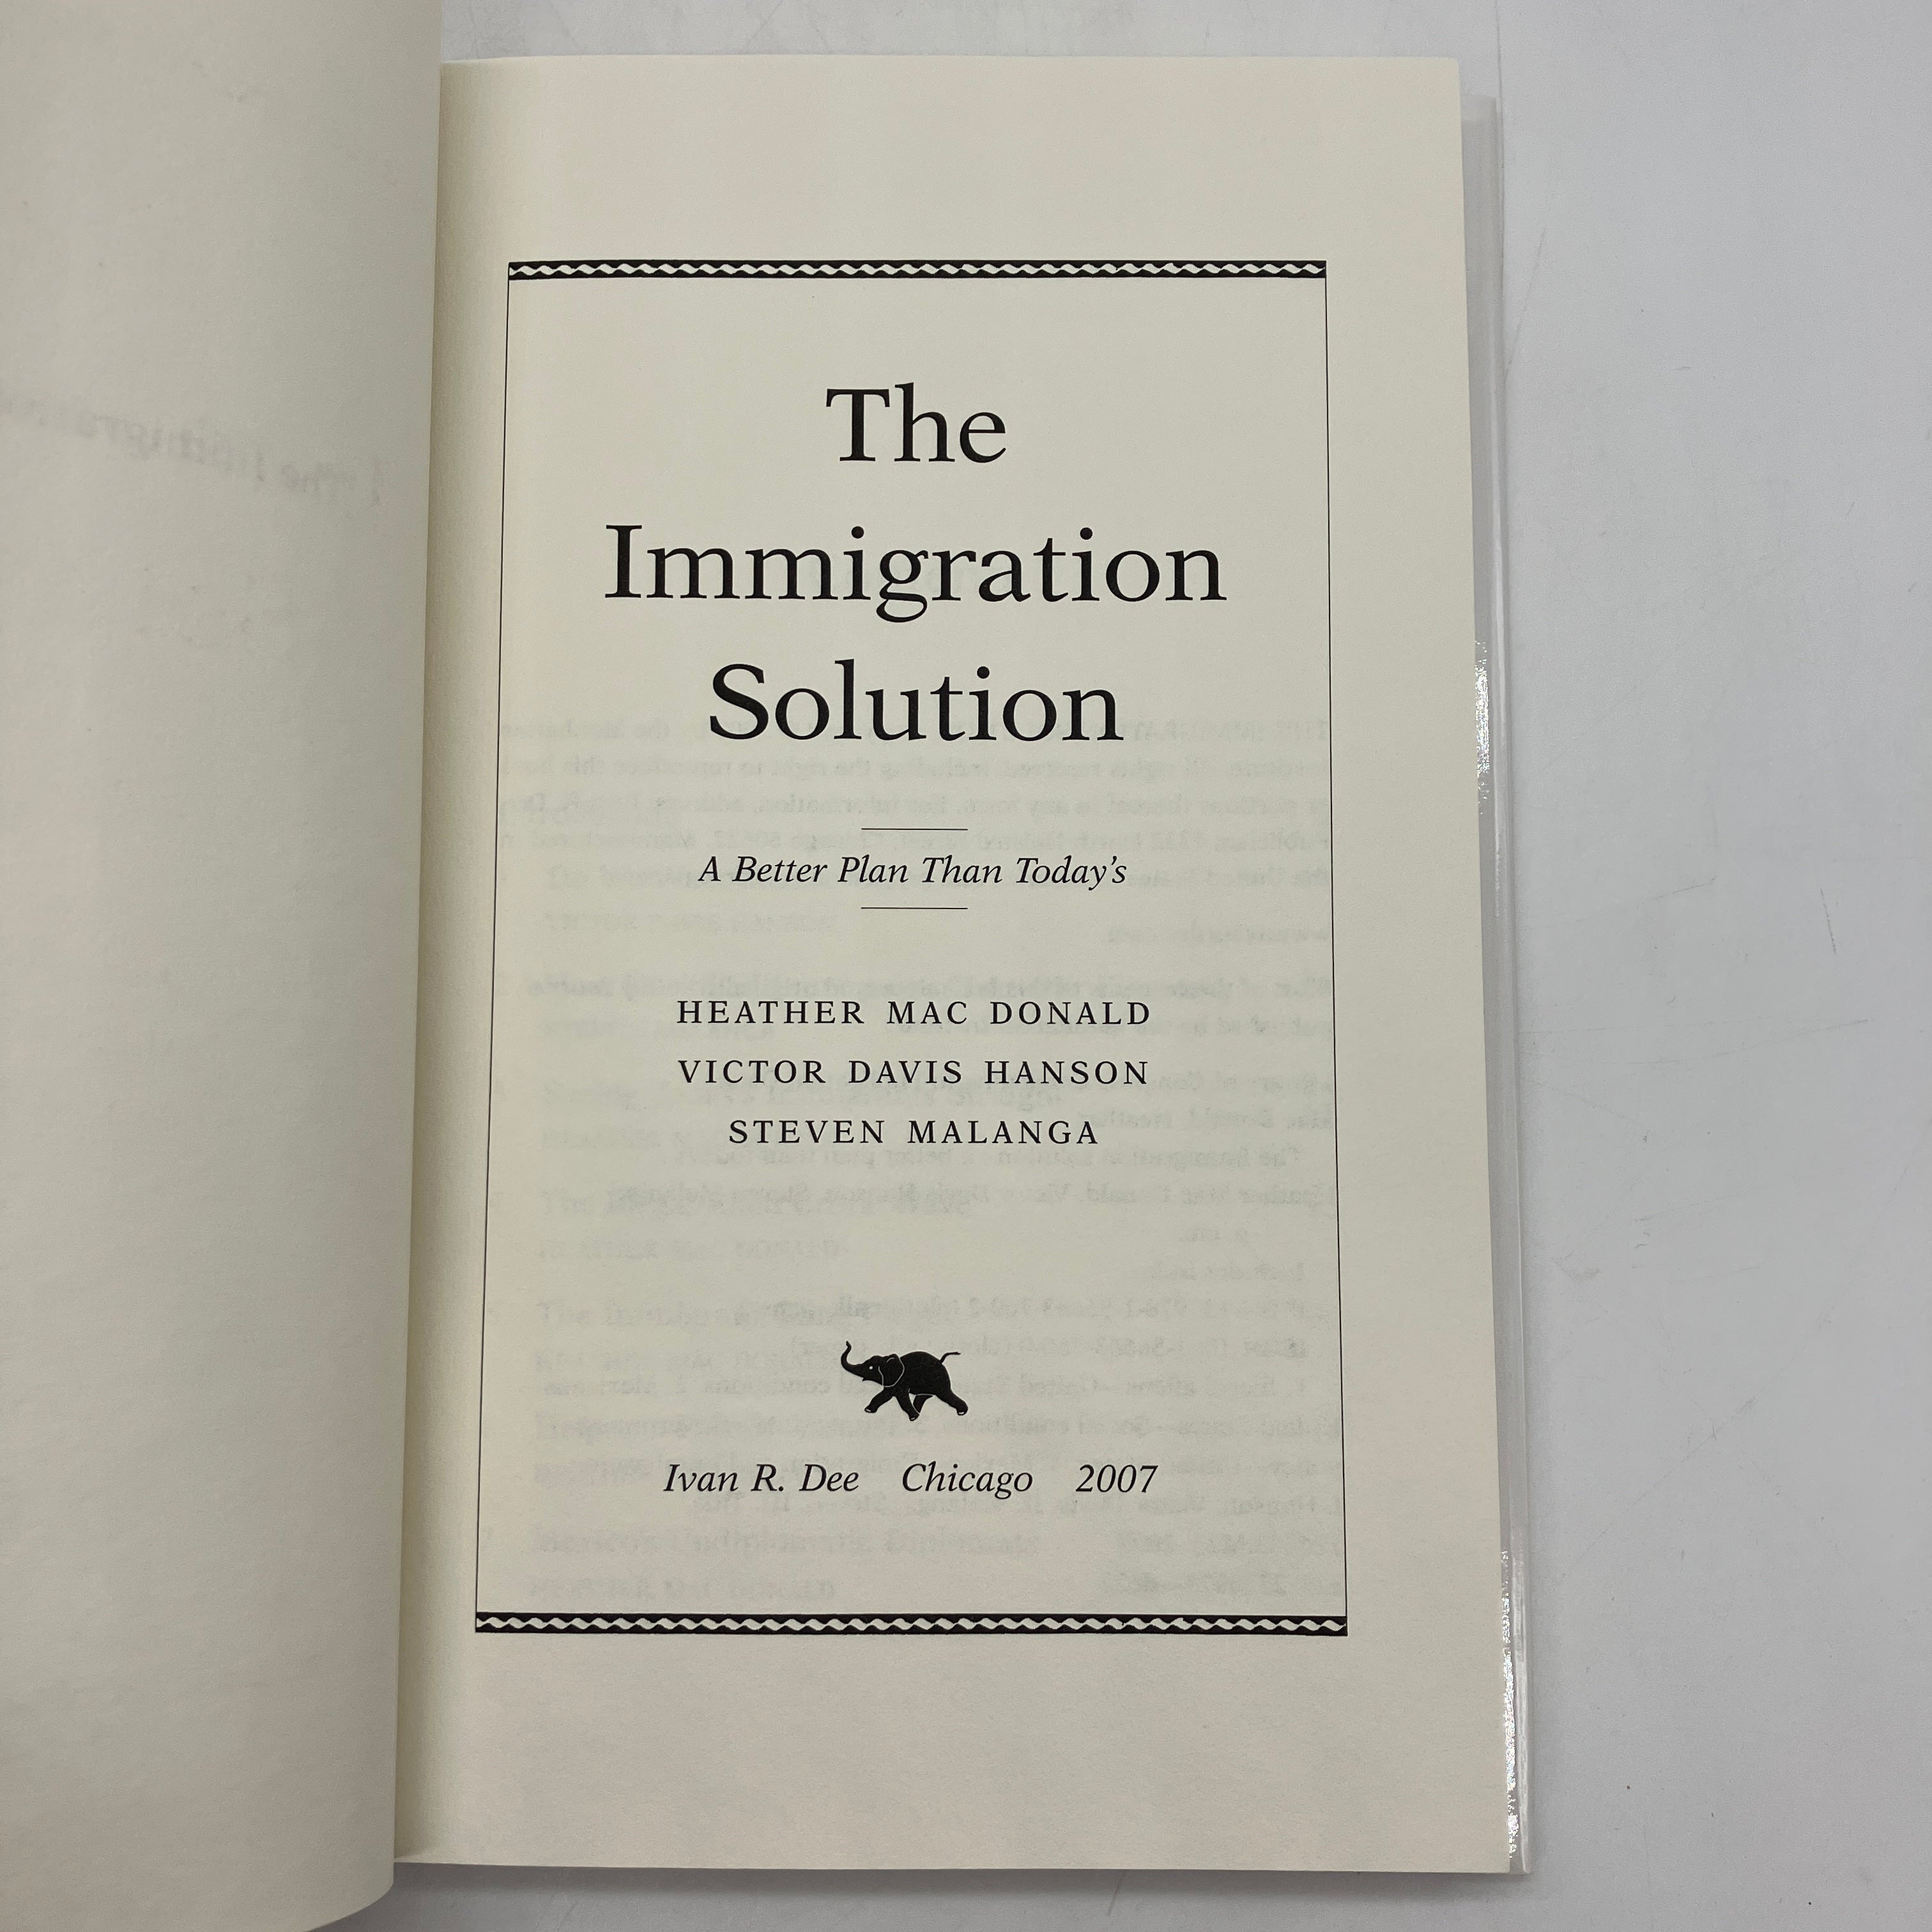 The
Immigration
Solution
A Better Plan Than Today's
HEATHER MAC DONALD
VICTOR DAVIS HANSON
STEVEN MALANGA
Ivan R. Dee Chicago 2007